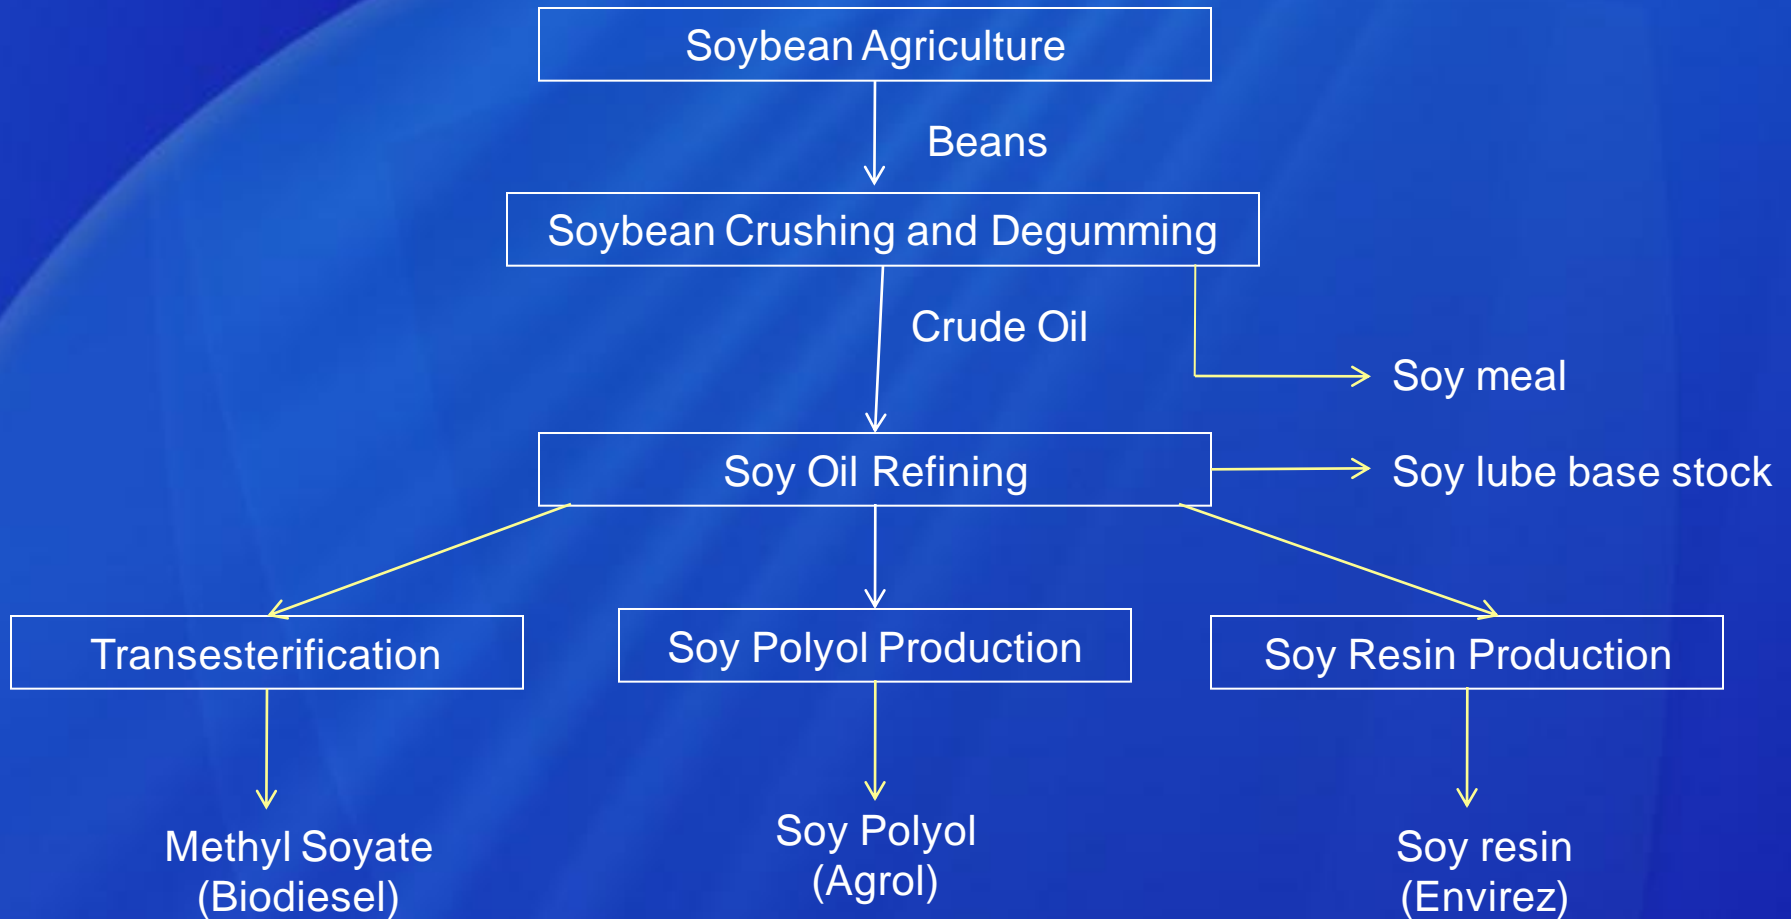 Soybean Agriculture
Beans
Soybean Crushing and Degumming
Crude Oil
Soy meal
Soy Oil Refining
Soy lube base stock
Transesterification
Soy Polyol Production
Soy Resin Production
Methyl Soyate
(Biodiesel)
Soy Polyol
(Agrol)
Soy resin
(Envirez)